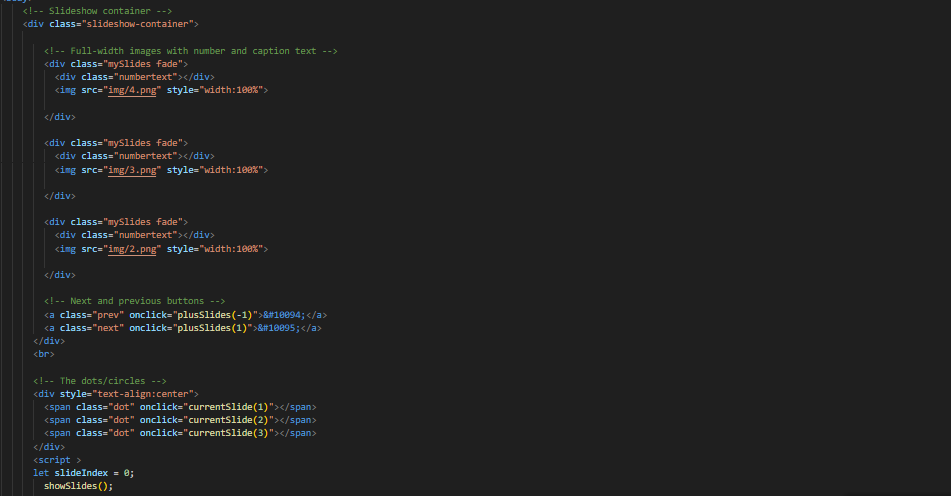 <!-- Slideshow container -->
<div class="slideshow-container">
<!-- Full-width images with number and caption text -->
<div class="mySlides fade">
<div class="numbertext"></div>
<img src="img/4.png" style="width:100%">
</div>
<div class="mySlides fade">
<div class="numbertext"></div>
<img src="img/3.png" style="width:100%">
</div>
<div class="mySlides fade">
<div class="numbertext"></div>
<img src="img/2.png" style="width:100%">
</div>
<!-- Next and previous buttons -->
<a class="prev" onclick="plusSlides(-1)">&#10094;</a>
<a class="next" onclick="plusSlides(1)">&#10095;</a>
</div>
<br>
<!-- The dots/circles -->
<div style="text-align:center">
<span class="dot" onclick="currentSlide(1)"></span>
<span class="dot" onclick="currentSlide(2)"></span>
<span class="dot" onclick="currentSlide(3)"></span>
</div>
<script >
let slideIndex = 0;
showSlides();